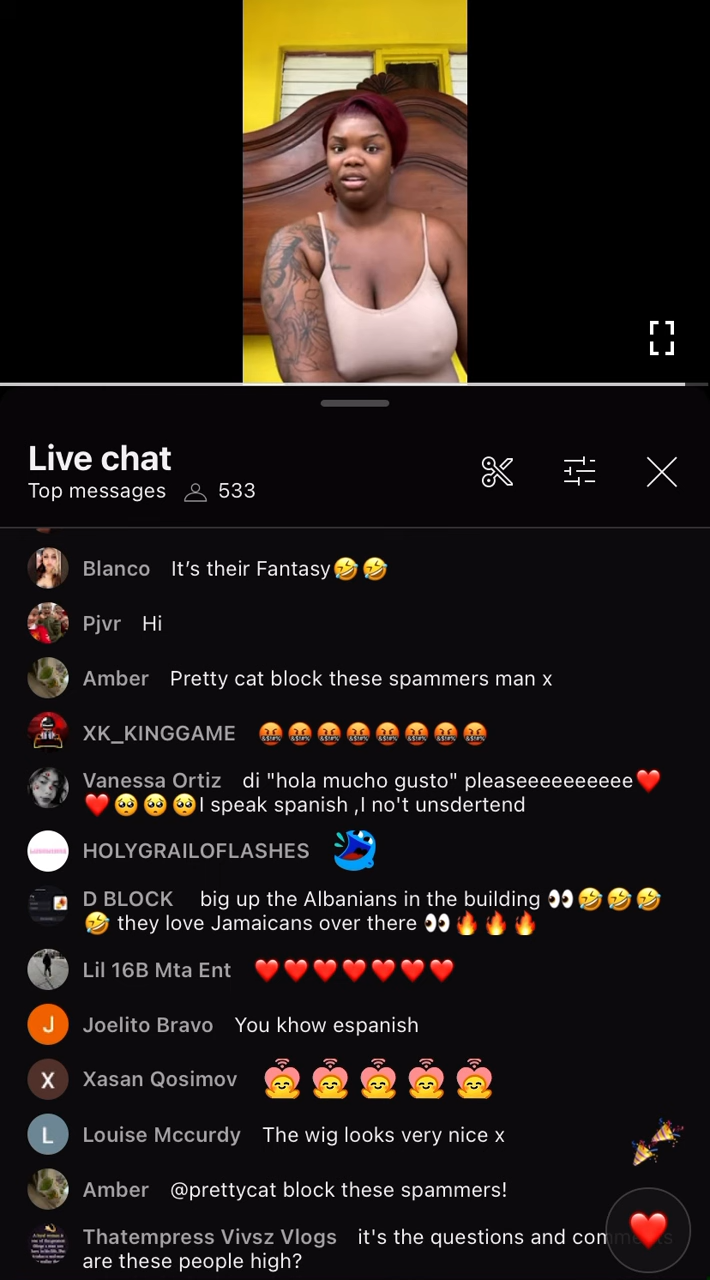 Live chat
Top messages 533
Blanco It’s their Fantasy🤣🤣
Pjvr Hi
Amber Pretty cat block these spammers man x
XK_KINGGAME 🤬🤬🤬🤬🤬🤬🤬🤬
Vanessa Ortiz di "hola mucho gusto" pleaseeeeeeeeee❤️
❤️🥺🥺🥺I speak spanish ,I no't unsdertend
HOLYGRAILOFLASHES
D BLOCK big up the Albanians in the building 👀🤣🤣🤣
🤣 they love Jamaicans over there 👀🔥🔥🔥
Lil 16B Mta Ent ❤️❤️❤️❤️❤️❤️❤️
J Joelito Bravo You khow espanish
X Xasan Qosimov
L Louise Mccurdy The wig looks very nice x
Amber @prettycat block these spammers!
Thatempress Vivsz Vlogs it's the questions and comments
are these people high?